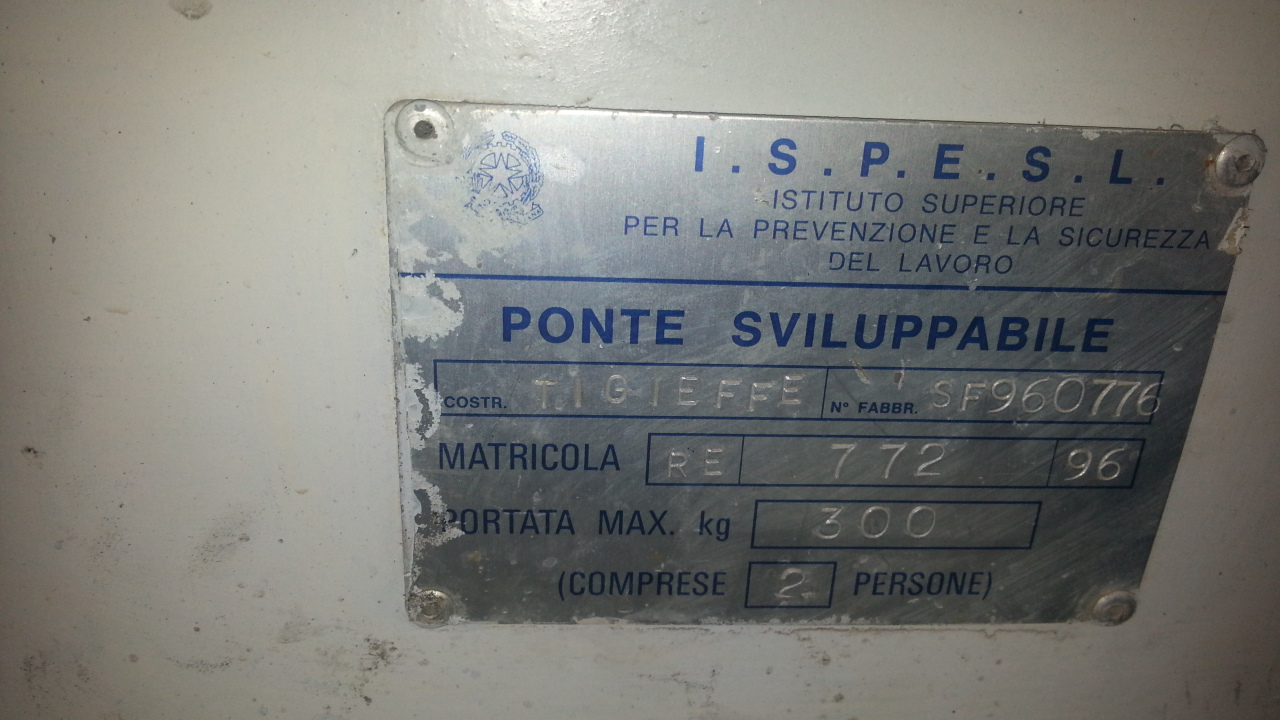 I.S.P.E.S.L.
ISTITUTO SUPERIORE
PER LA PREVENZIONE E LA SICUREZZA
DEL LAVORO
PONTE SVILUPPABILE
COSTR. TIGIEFFE N° FABBR. SF960776
MATRICOLA RE 772 96
PORTATA MAX. kg 300
(COMPRESE 2 PERSONE)